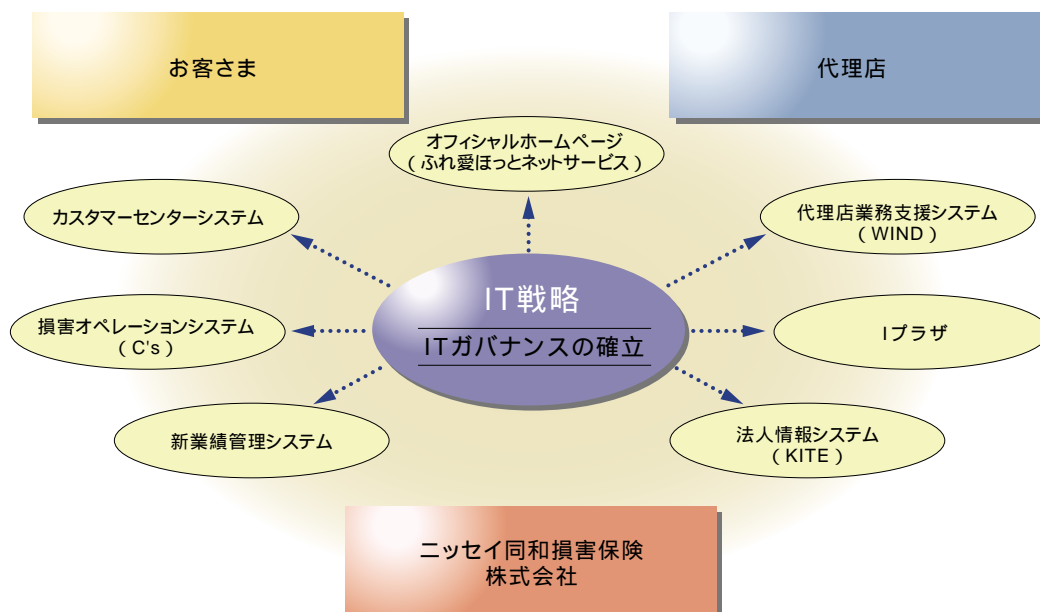 お客さま
代理店
オフィシャルホームページ
(ふれ愛ほっとネットサービス)
カスタマーセンターシステム
代理店業務支援システム
(WIND)
IT戦略
ITガバナンスの確立
損害オペレーションシステム
(C's)
Iプラザ
新業績管理システム
法人情報システム
(KITE)
ニッセイ同和損害保険
株式会社